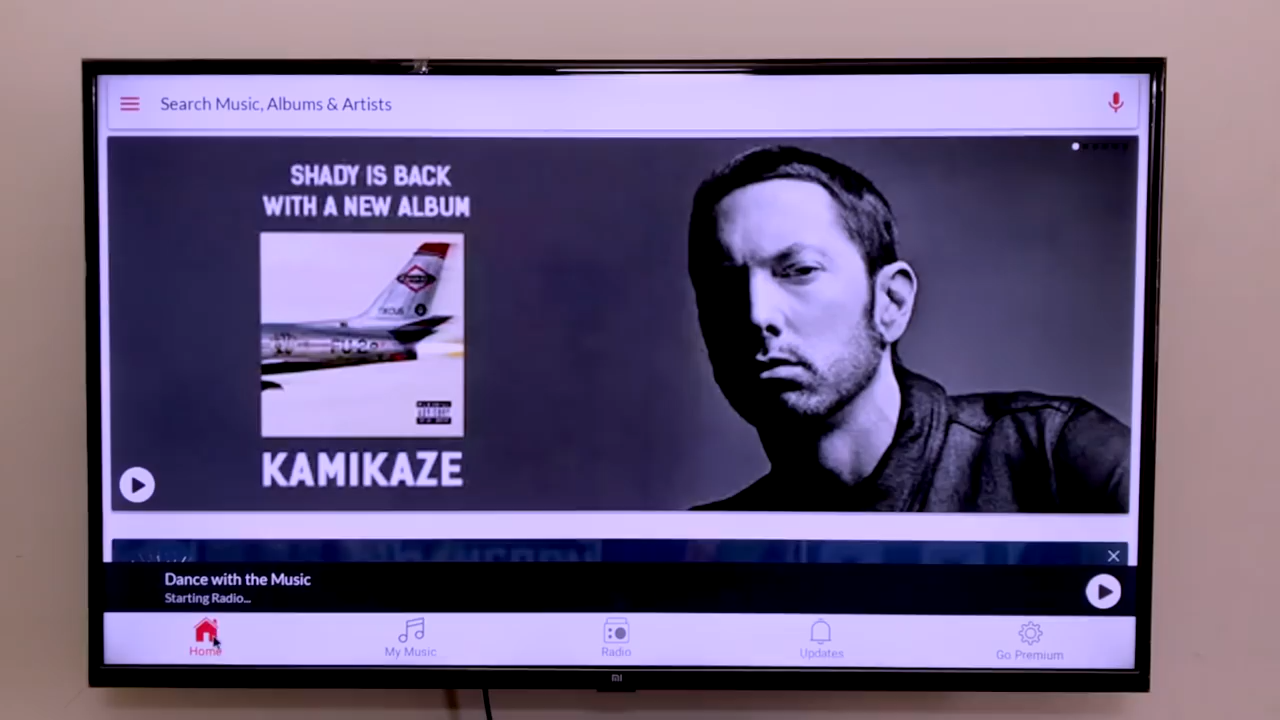 Search Music, Albums & Artists
SHADY IS BACK
WITH A NEW ALBUM
KAMIKAZE
Dance with the Music
Starting Radio...
Home
My Music
Radio
Updates
Go Premium
mi